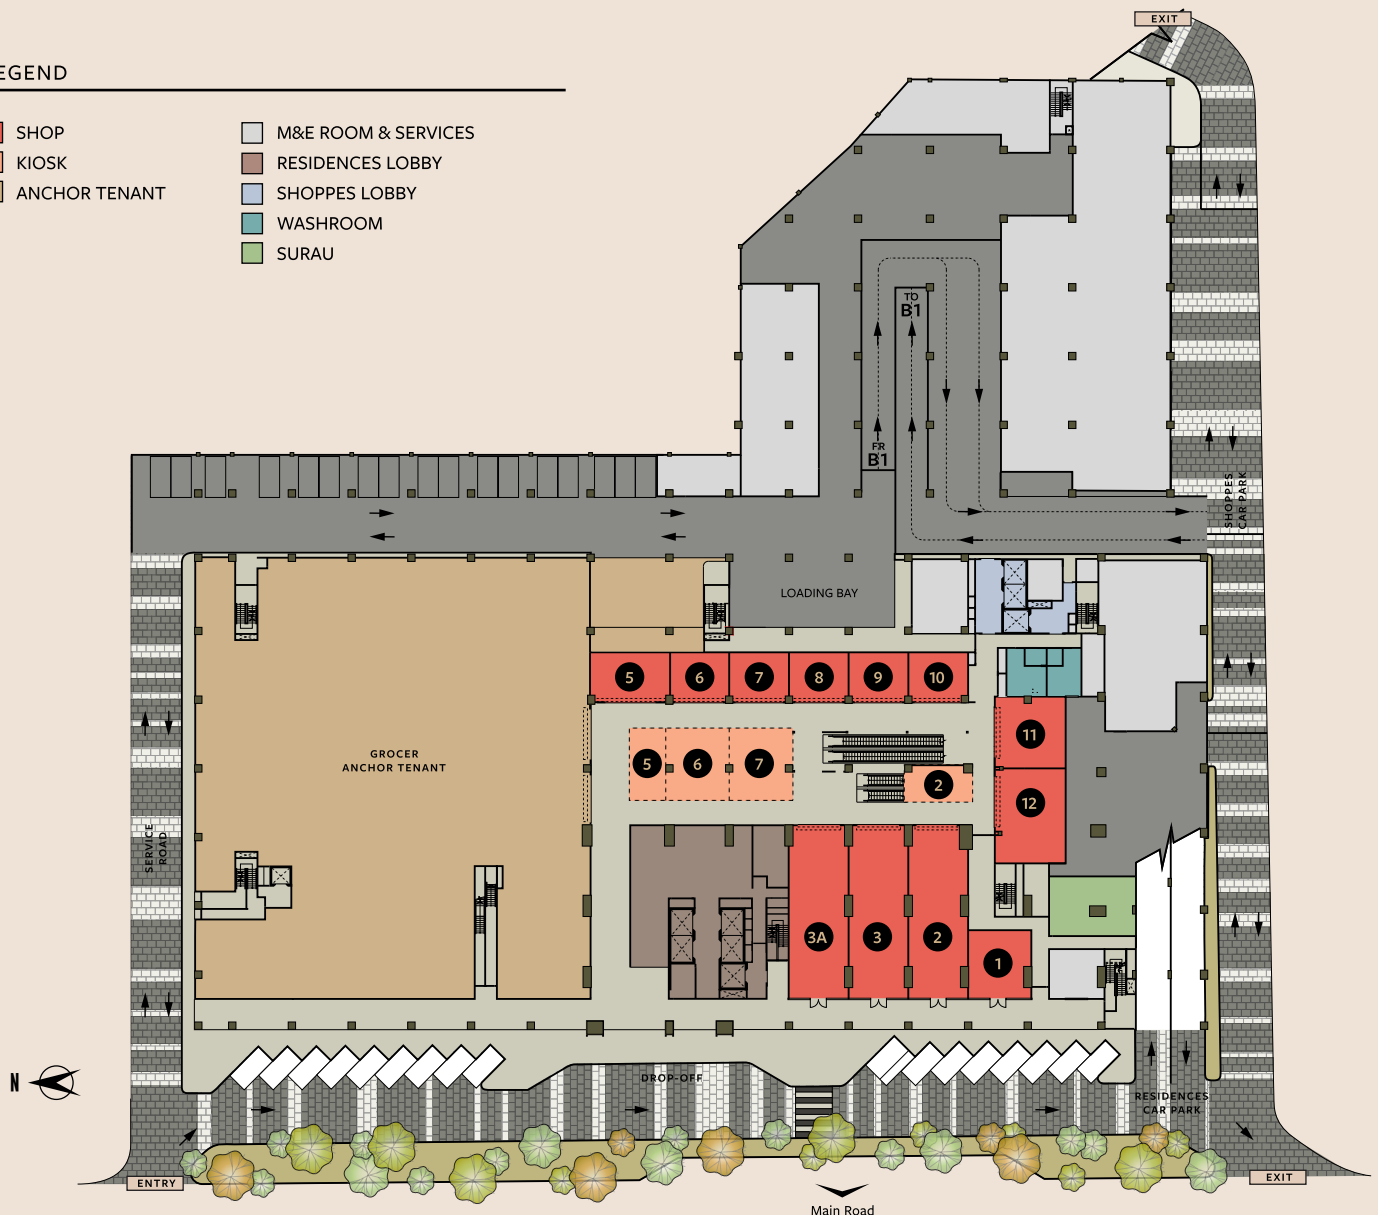 EGEND
SHOP
KIOSK
ANCHOR TENANT
M&E ROOM & SERVICES
RESIDENCES LOBBY
SHOPPES LOBBY
WASHROOM
SURAU
EXIT
TO
B1
FR
B1
SHOPPES
CAR PARK
LOADING BAY
5
6
7
8
9
10
11
12
5
6
7
2
GROCER
ANCHOR TENANT
SERVICE
ROAD
3A
3
2
1
N
DROP-OFF
RESIDENCES
CAR PARK
ENTRY
EXIT
Main Road